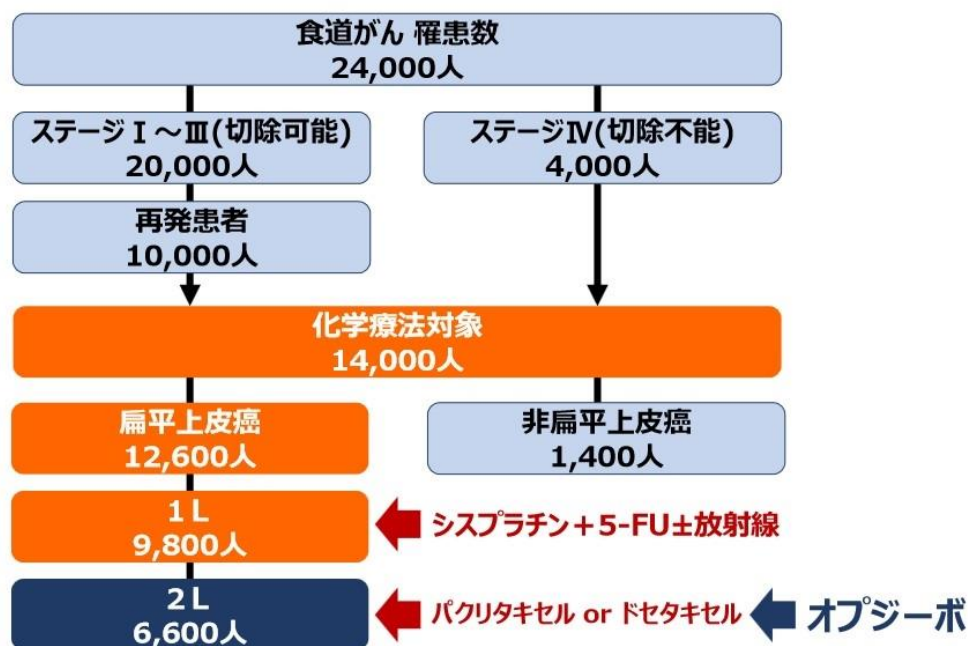 食道がん 罹患数
24,000人
ステージⅠ～Ⅲ(切除可能)
20,000人
ステージⅣ(切除不能)
4,000人
再発患者
10,000人
化学療法対象
14,000人
扁平上皮癌
12,600人
非扁平上皮癌
1,400人
1L
9,800人
シスプラチン＋5-FU±放射線
2L
6,600人
パクリタキセル or ドセタキセル
オプジーボ